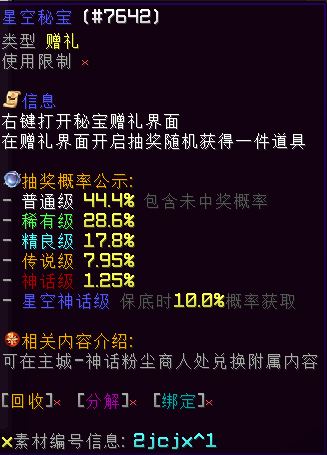 星空秘宝 (#7642)
类型 赠礼
使用限制 ×
信息
右键打开秘宝赠礼界面
在赠礼界面开启抽奖随机获得一件道具
抽奖概率公示:
- 普通级 44.4% 包含未中奖概率
- 稀有级 28.6%
- 精良级 17.8%
- 传说级 7.95%
- 神话级 1.25%
- 星空神话级 保底时10.0%概率获取
相关内容介绍:
可在主城-神话粉尘商人处兑换附属内容
[回收]× [分解]× [绑定]×
×素材编号信息: 2jcjx^1